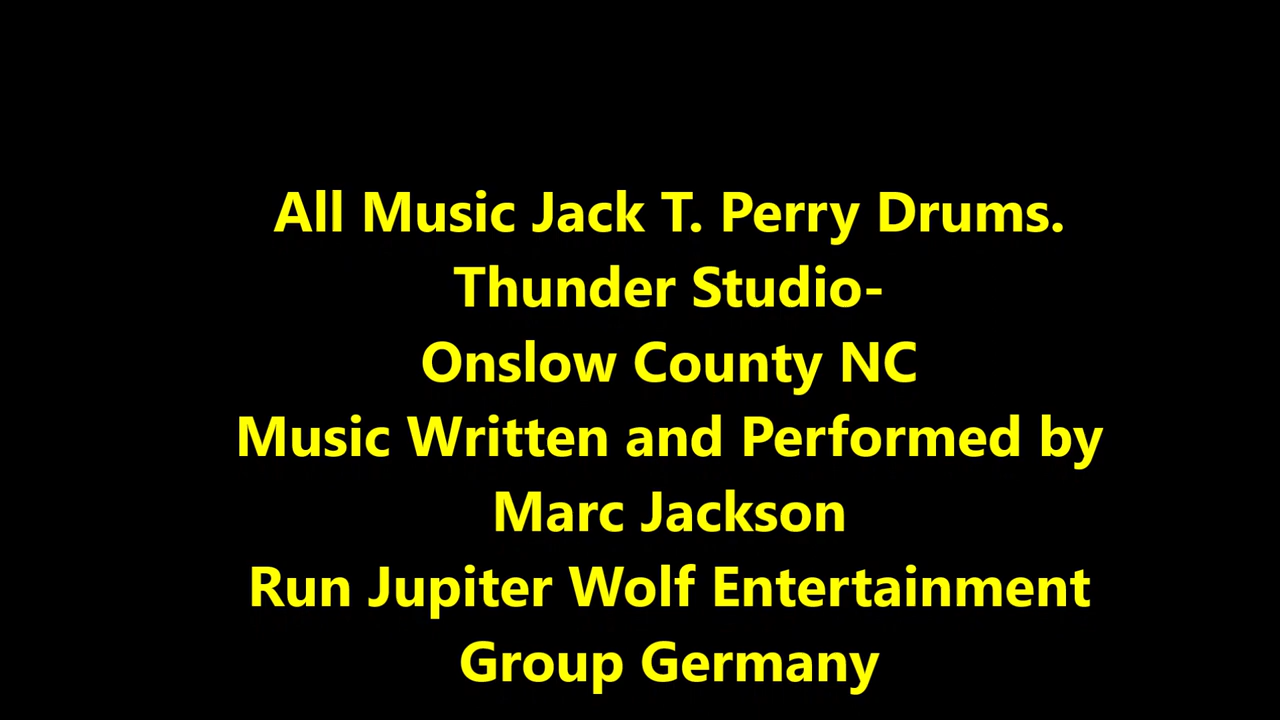 All Music Jack T. Perry Drums.
Thunder Studio-
Onslow County NC
Music Written and Performed by
Marc Jackson
Run Jupiter Wolf Entertainment
Group Germany